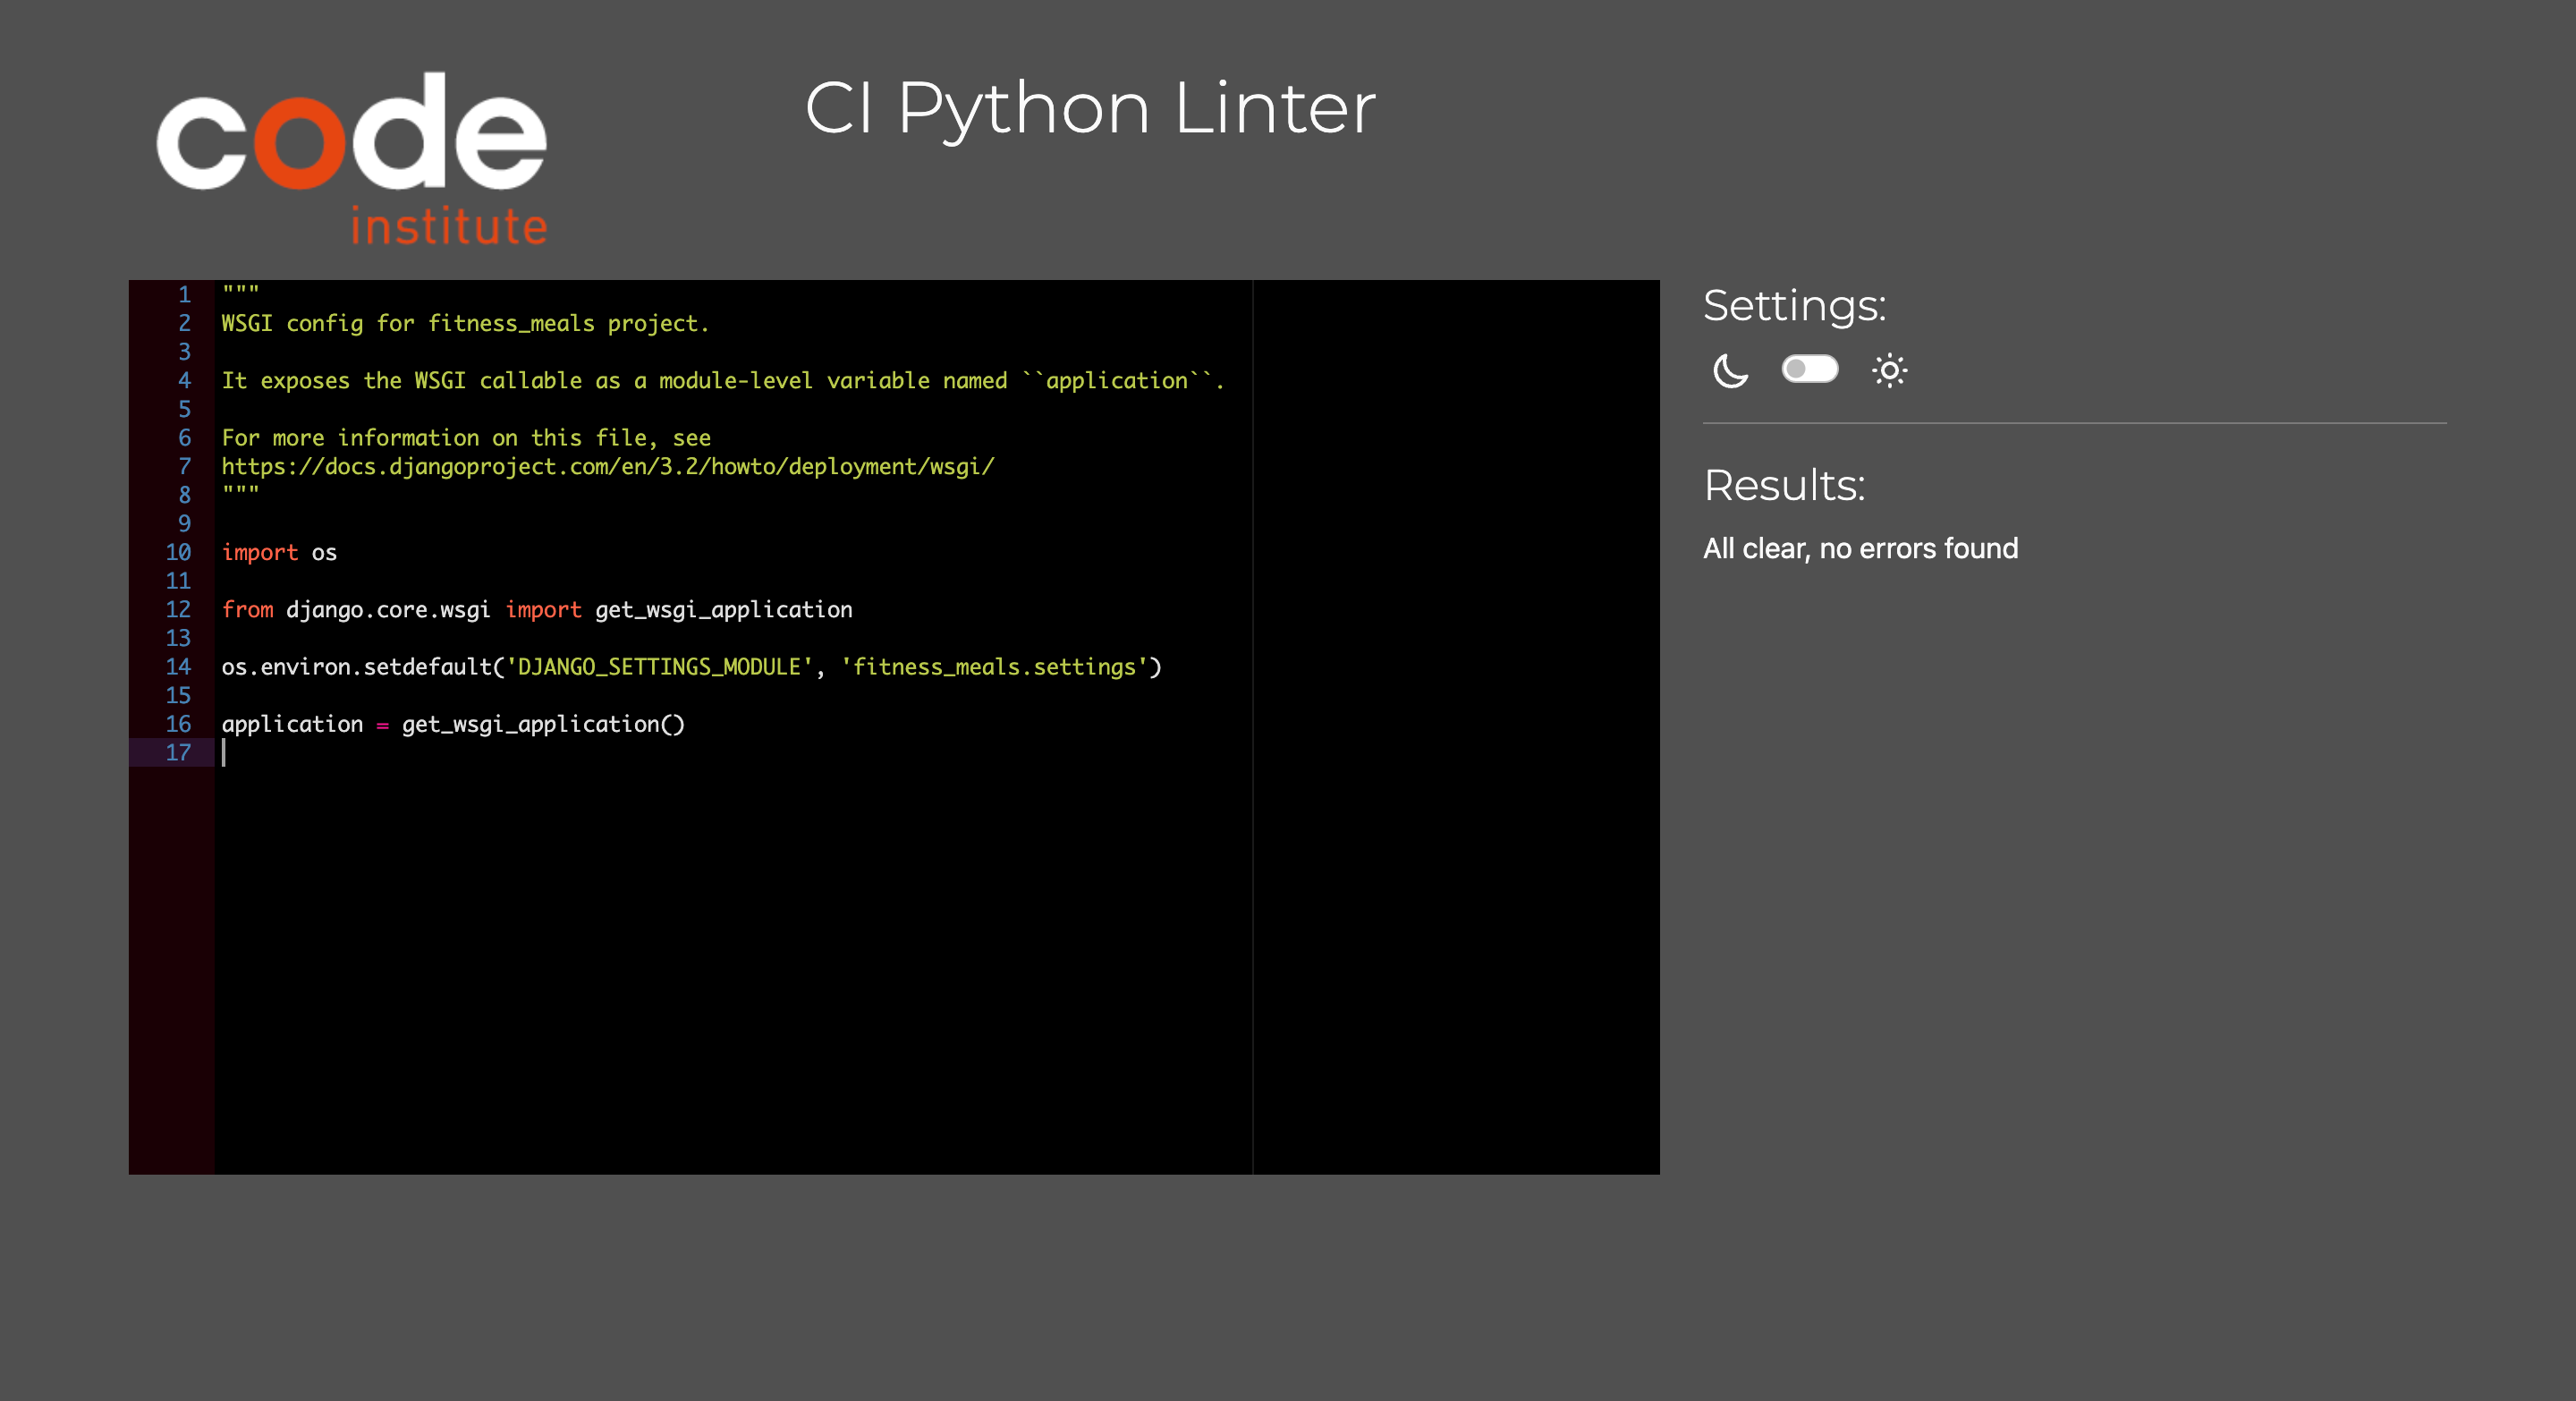 code
institute
CI Python Linter
1 """
2 WSGI config for fitness_meals project.
3
4 It exposes the WSGI callable as a module-level variable named ``application``.
5
6 For more information on this file, see
7 https://docs.djangoproject.com/en/3.2/howto/deployment/wsgi/
8 """
9
10 import os
11
12 from django.core.wsgi import get_wsgi_application
13
14 os.environ.setdefault('DJANGO_SETTINGS_MODULE', 'fitness_meals.settings')
15
16 application = get_wsgi_application()
17
Settings:
Results:
All clear, no errors found